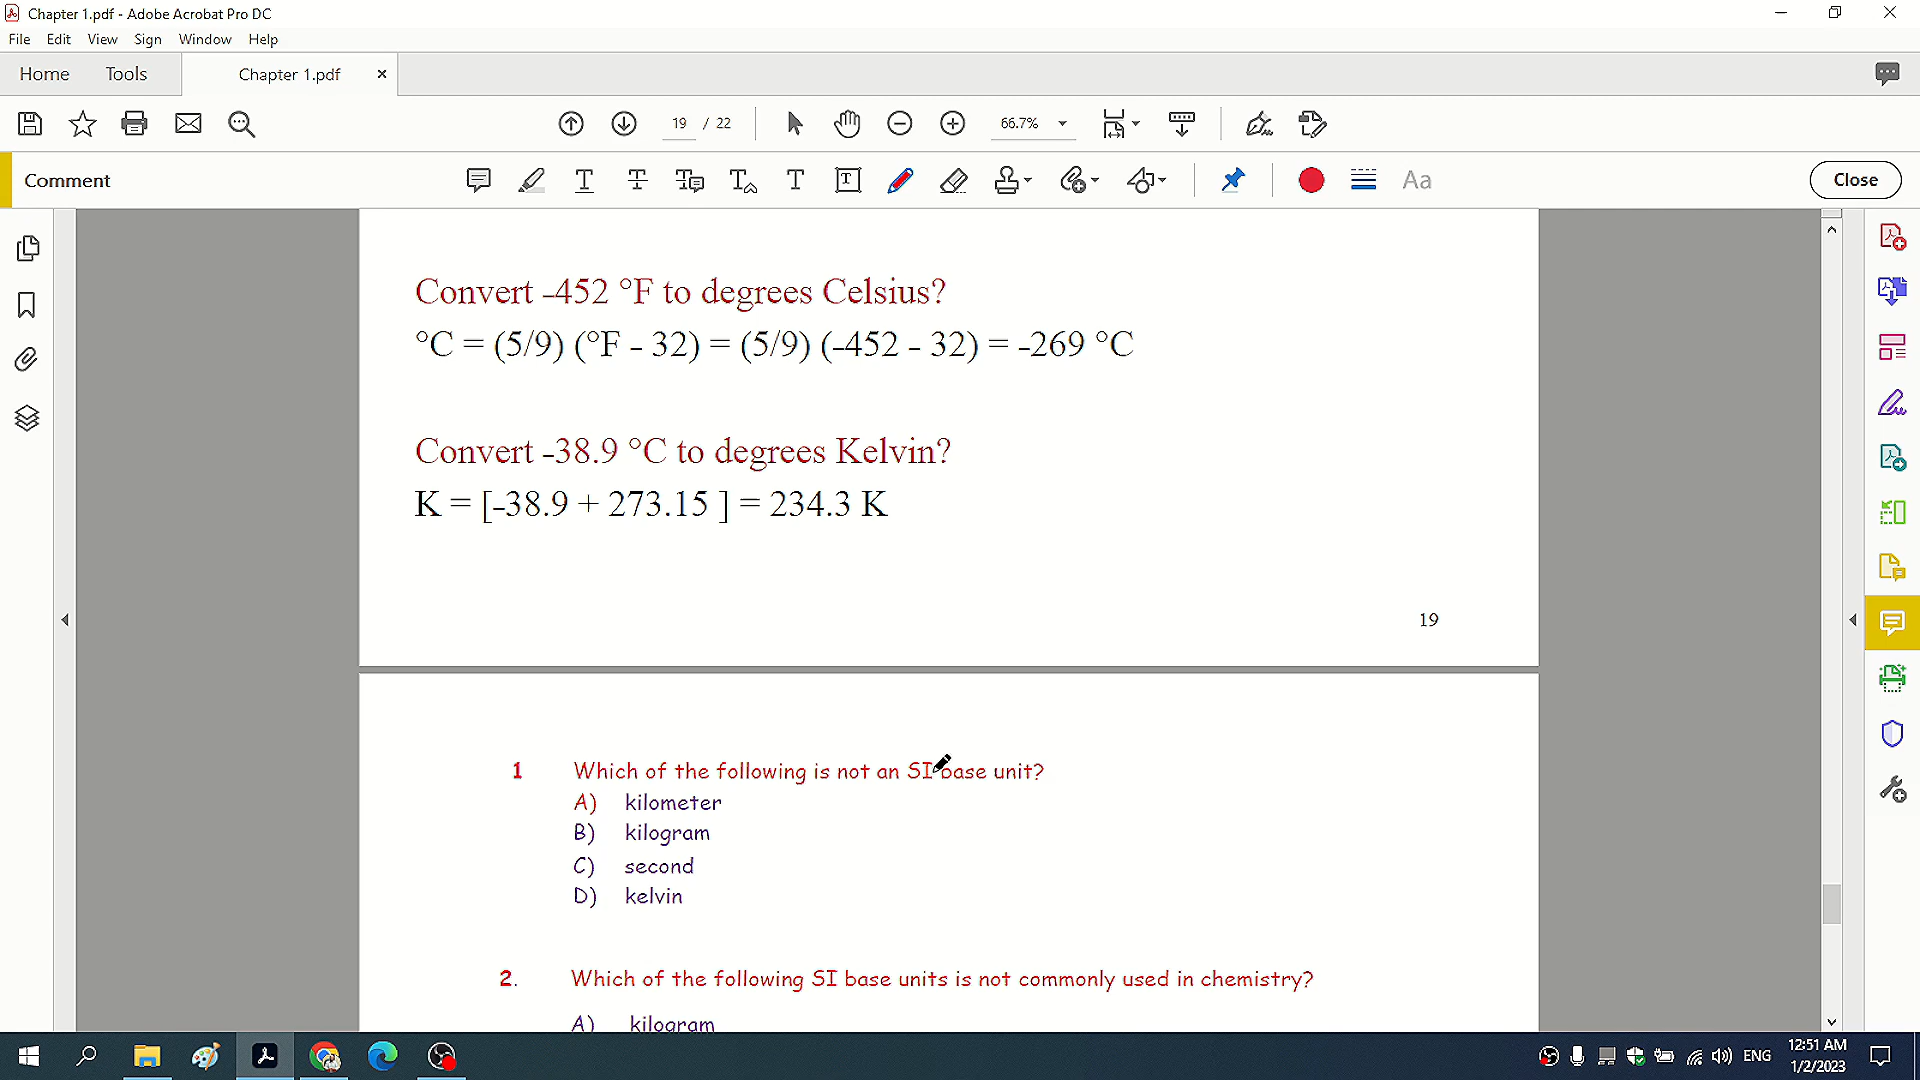 Chapter 1.pdf - Adobe Acrobat Pro DC
File Edit View Sign Window Help
Home Tools Chapter 1.pdf ×
19 / 22 66.7%
Comment Aa Close
Convert -452 °F to degrees Celsius?
°C = (5/9) (°F - 32) = (5/9) (-452 - 32) = -269 °C
Convert -38.9 °C to degrees Kelvin?
K = [-38.9 + 273.15 ] = 234.3 K
19
1 Which of the following is not an SI base unit?
A) kilometer
B) kilogram
C) second
D) kelvin
2. Which of the following SI base units is not commonly used in chemistry?
A) kilogram
ENG
12:51 AM
1/2/2023